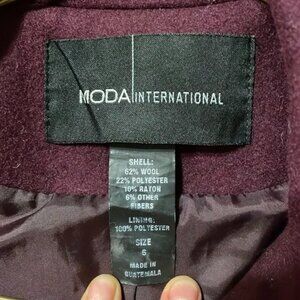 MODA INTERNATIONAL
SHELL:
62% WOOL
22% POLYESTER
10% RAYON
6% OTHER
FIBERS
LINING:
100% POLYESTER
SIZE
6
MADE IN
GUATEMALA